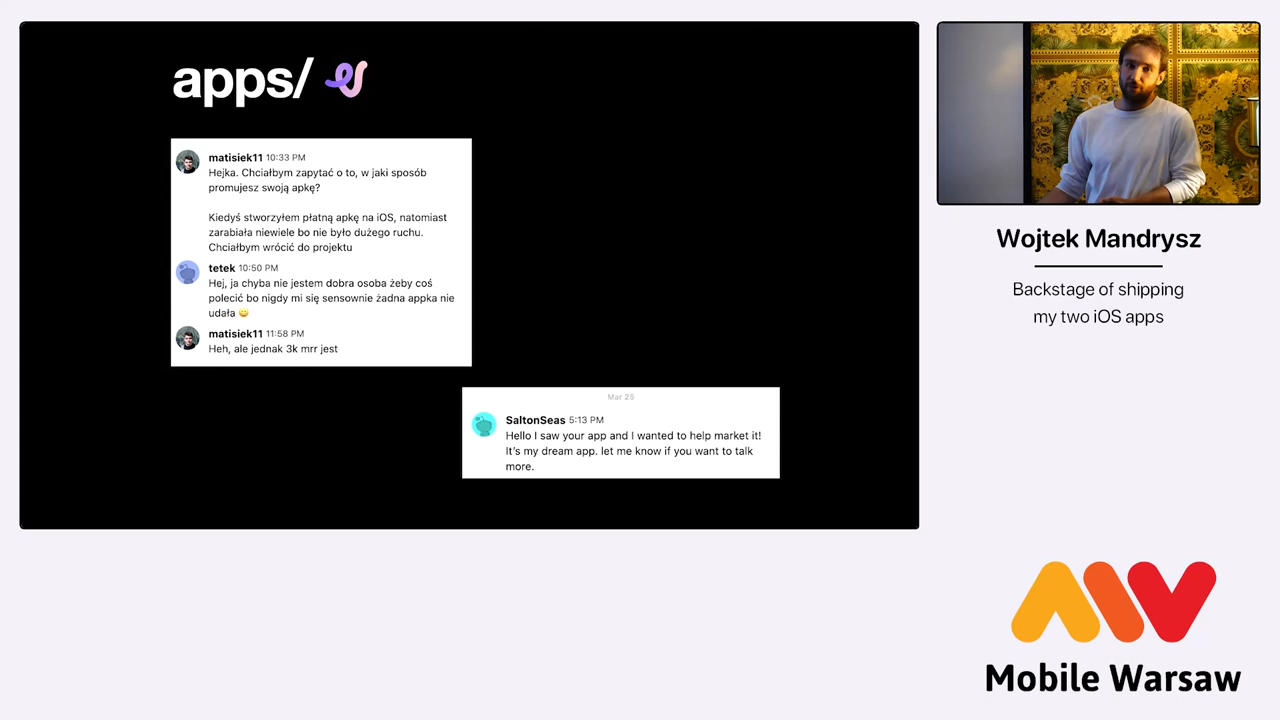 apps/
matisiek11 10:33 PM
Hejka. Chciałbym zapytać o to, w jaki sposób
promujesz swoją apkę?
Kiedyś stworzyłem płatną apkę na iOS, natomiast
zarabiała niewiele bo nie było dużego ruchu.
Chciałbym wrócić do projektu
tetek 10:50 PM
Hej, ja chyba nie jestem dobra osoba żeby coś
polecić bo nigdy mi się sensownie żadna appka nie
udała 😄
matisiek11 11:58 PM
Heh, ale jednak 3k mrr jest
Mar 25
SaltonSeas 5:13 PM
Hello I saw your app and I wanted to help market it!
It's my dream app. let me know if you want to talk
more.
Wojtek Mandrysz
Backstage of shipping
my two iOS apps
Mobile Warsaw